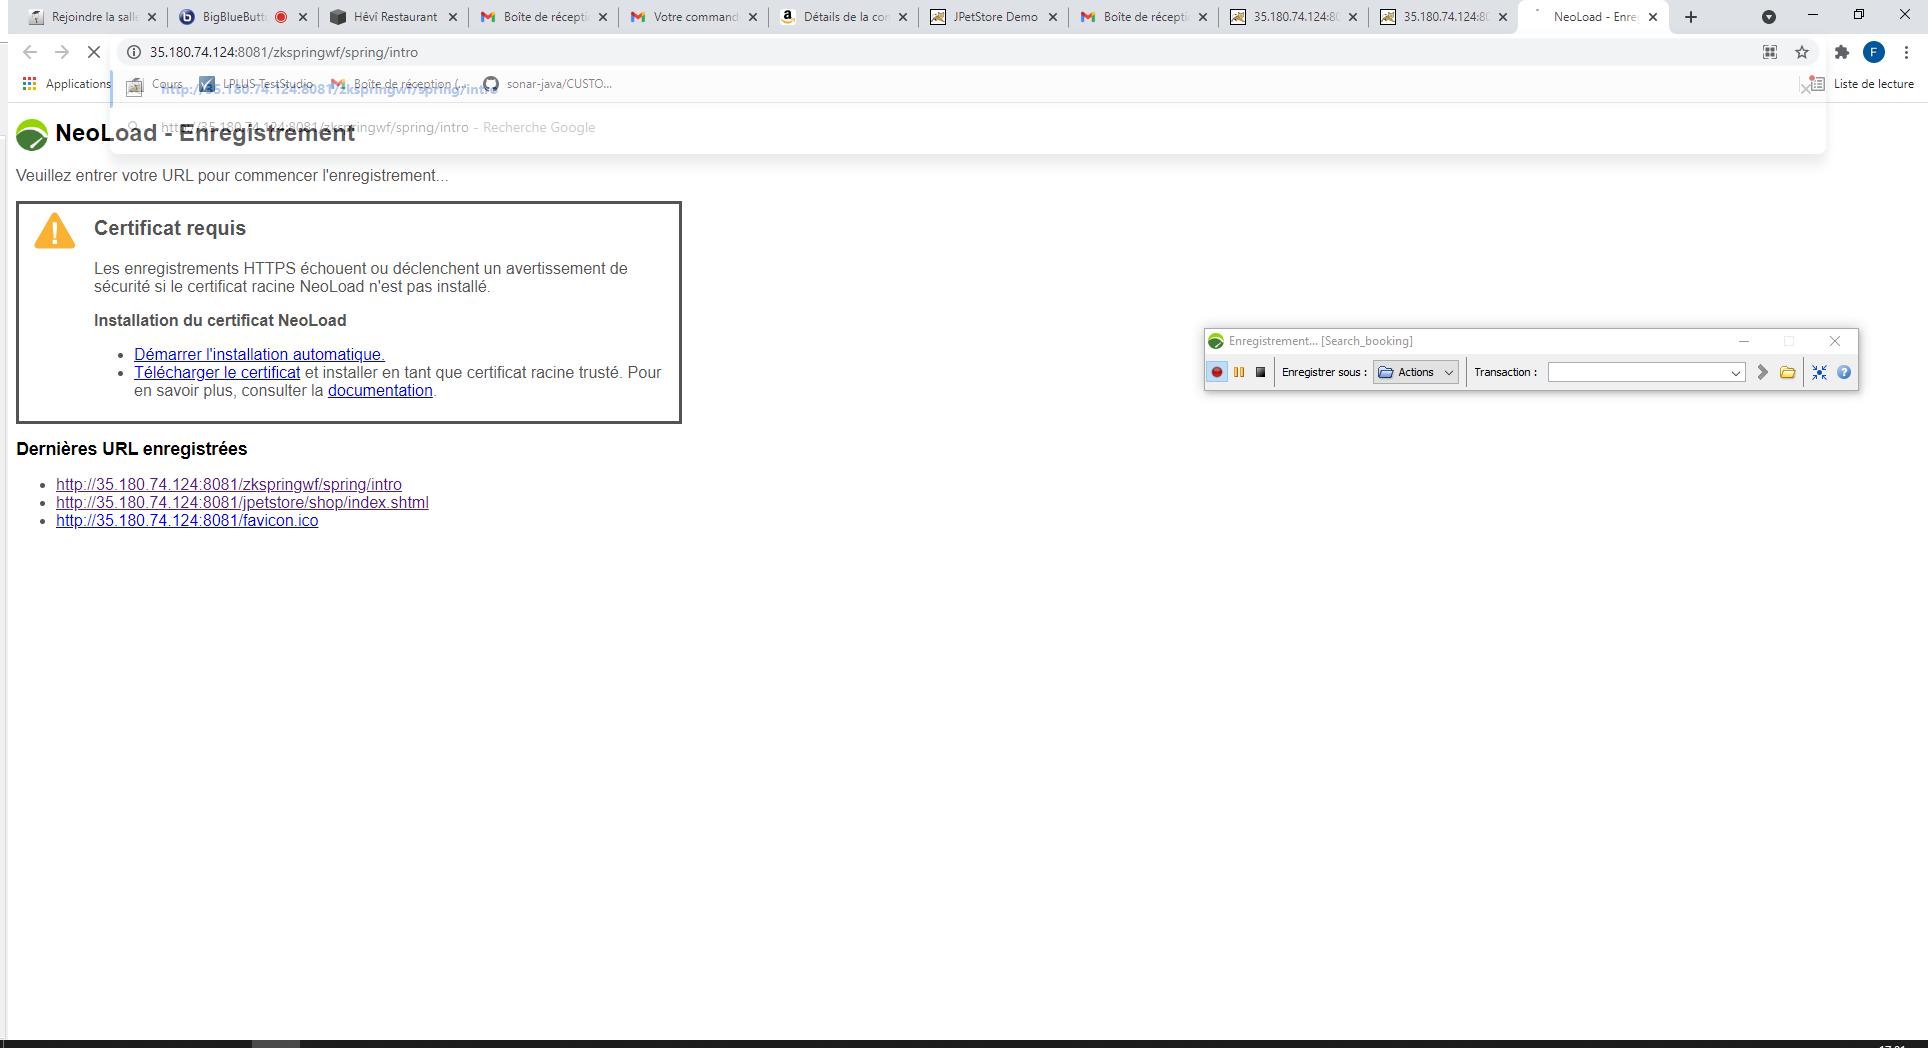 Rejoindre la sall
BigBlueButt
Hêvî Restaurant
Boîte de récepti
Votre command
Détails de la con
JPetStore Demo
Boîte de récepti
35.180.74.124:80
35.180.74.124:80
NeoLoad - Enre
35.180.74.124:8081/zkspringwf/spring/intro
F
Applications
Cours
LPLUS TestStudio
Boîte de réception (...
sonar-java/CUSTO...
Liste de lecture
http://35.180.74.124:8081/zkspringwf/spring/intro
http://35.180.74.124:8081/zkspringwf/spring/intro - Recherche Google
NeoLoad - Enregistrement
Veuillez entrer votre URL pour commencer l'enregistrement...
Certificat requis
Les enregistrements HTTPS échouent ou déclenchent un avertissement de
sécurité si le certificat racine NeoLoad n'est pas installé.
Installation du certificat NeoLoad
• Démarrer l'installation automatique.
• Télécharger le certificat et installer en tant que certificat racine trusté. Pour
en savoir plus, consulter la documentation.
Enregistrement... [Search_booking]
Enregistrer sous : Actions Transaction :
Dernières URL enregistrées
• http://35.180.74.124:8081/zkspringwf/spring/intro
• http://35.180.74.124:8081/jpetstore/shop/index.shtml
• http://35.180.74.124:8081/favicon.ico